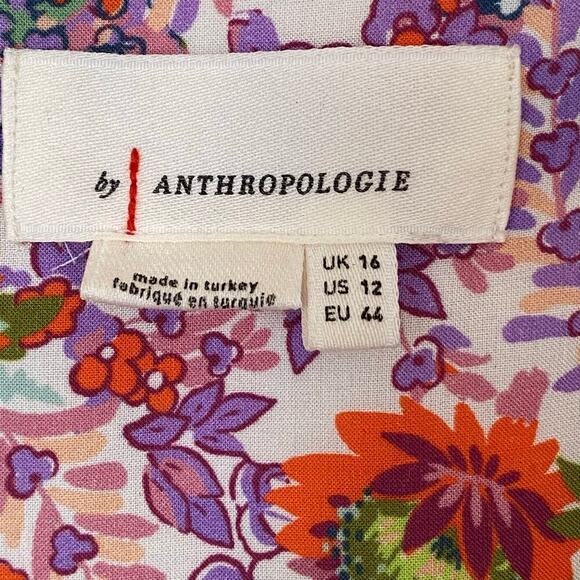 by ANTHROPOLOGIE
made in turkey
fabriqué en turquie
UK 16
US 12
EU 44